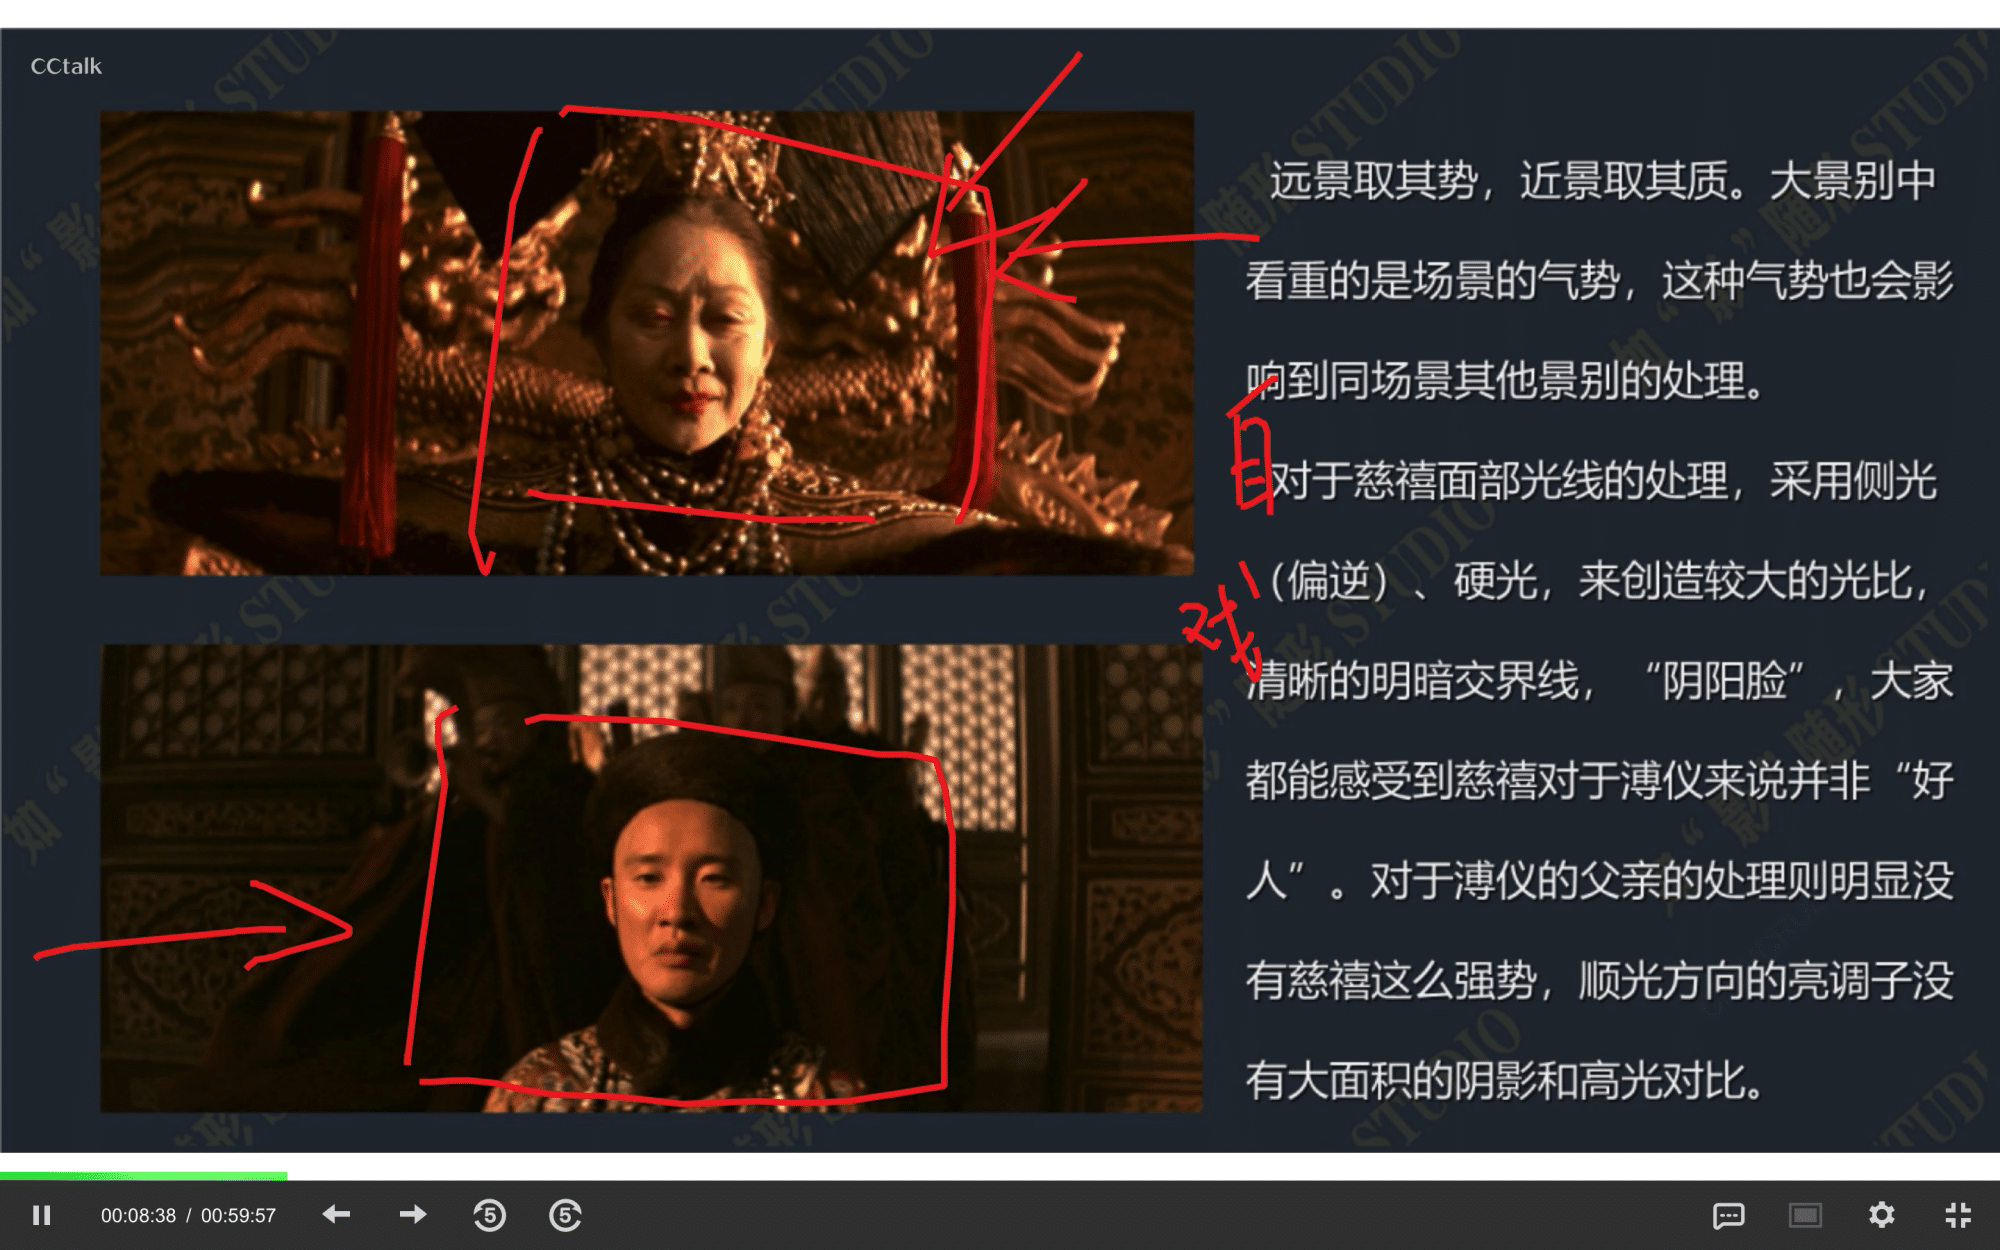 CCtalk
远景取其势，近景取其质。大景别中
看重的是场景的气势，这种气势也会影
响到同场景其他景别的处理。
对于慈禧面部光线的处理，采用侧光
（偏逆）、硬光，来创造较大的光比，
清晰的明暗交界线，“阴阳脸”，大家
都能感受到慈禧对于溥仪来说并非“好
人”。对于溥仪的父亲的处理则明显没
有慈禧这么强势，顺光方向的亮调子没
有大面积的阴影和高光对比。
00:08:38 / 00:59:57
5
5